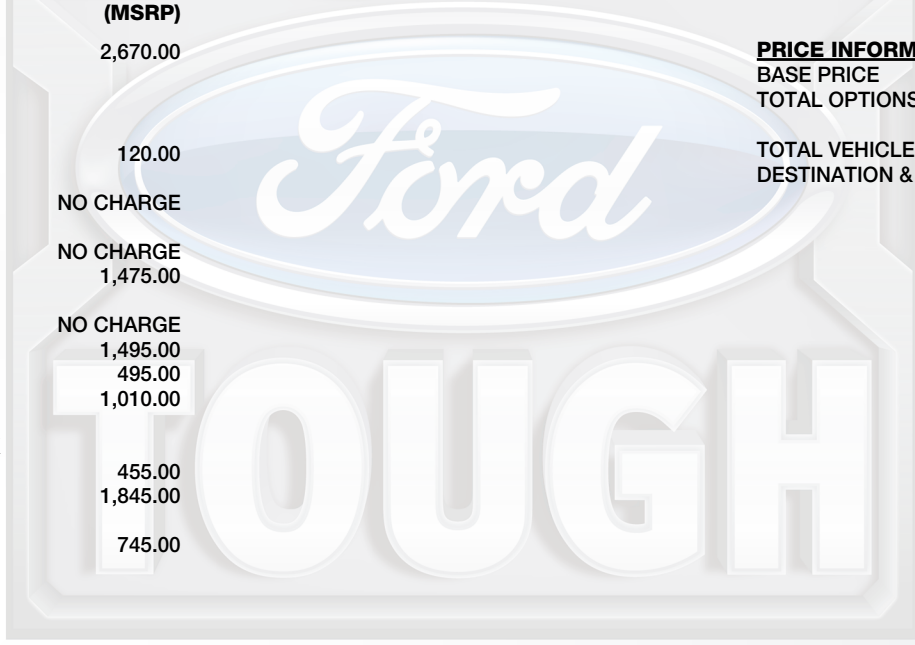 (MSRP)
2,670.00
120.00
NO CHARGE
NO CHARGE
1,475.00
NO CHARGE
1,495.00
495.00
1,010.00
455.00
1,845.00
745.00
PRICE INFORM
BASE PRICE
TOTAL OPTIONS
TOTAL VEHICLE
DESTINATION &
Ford
TOUGH